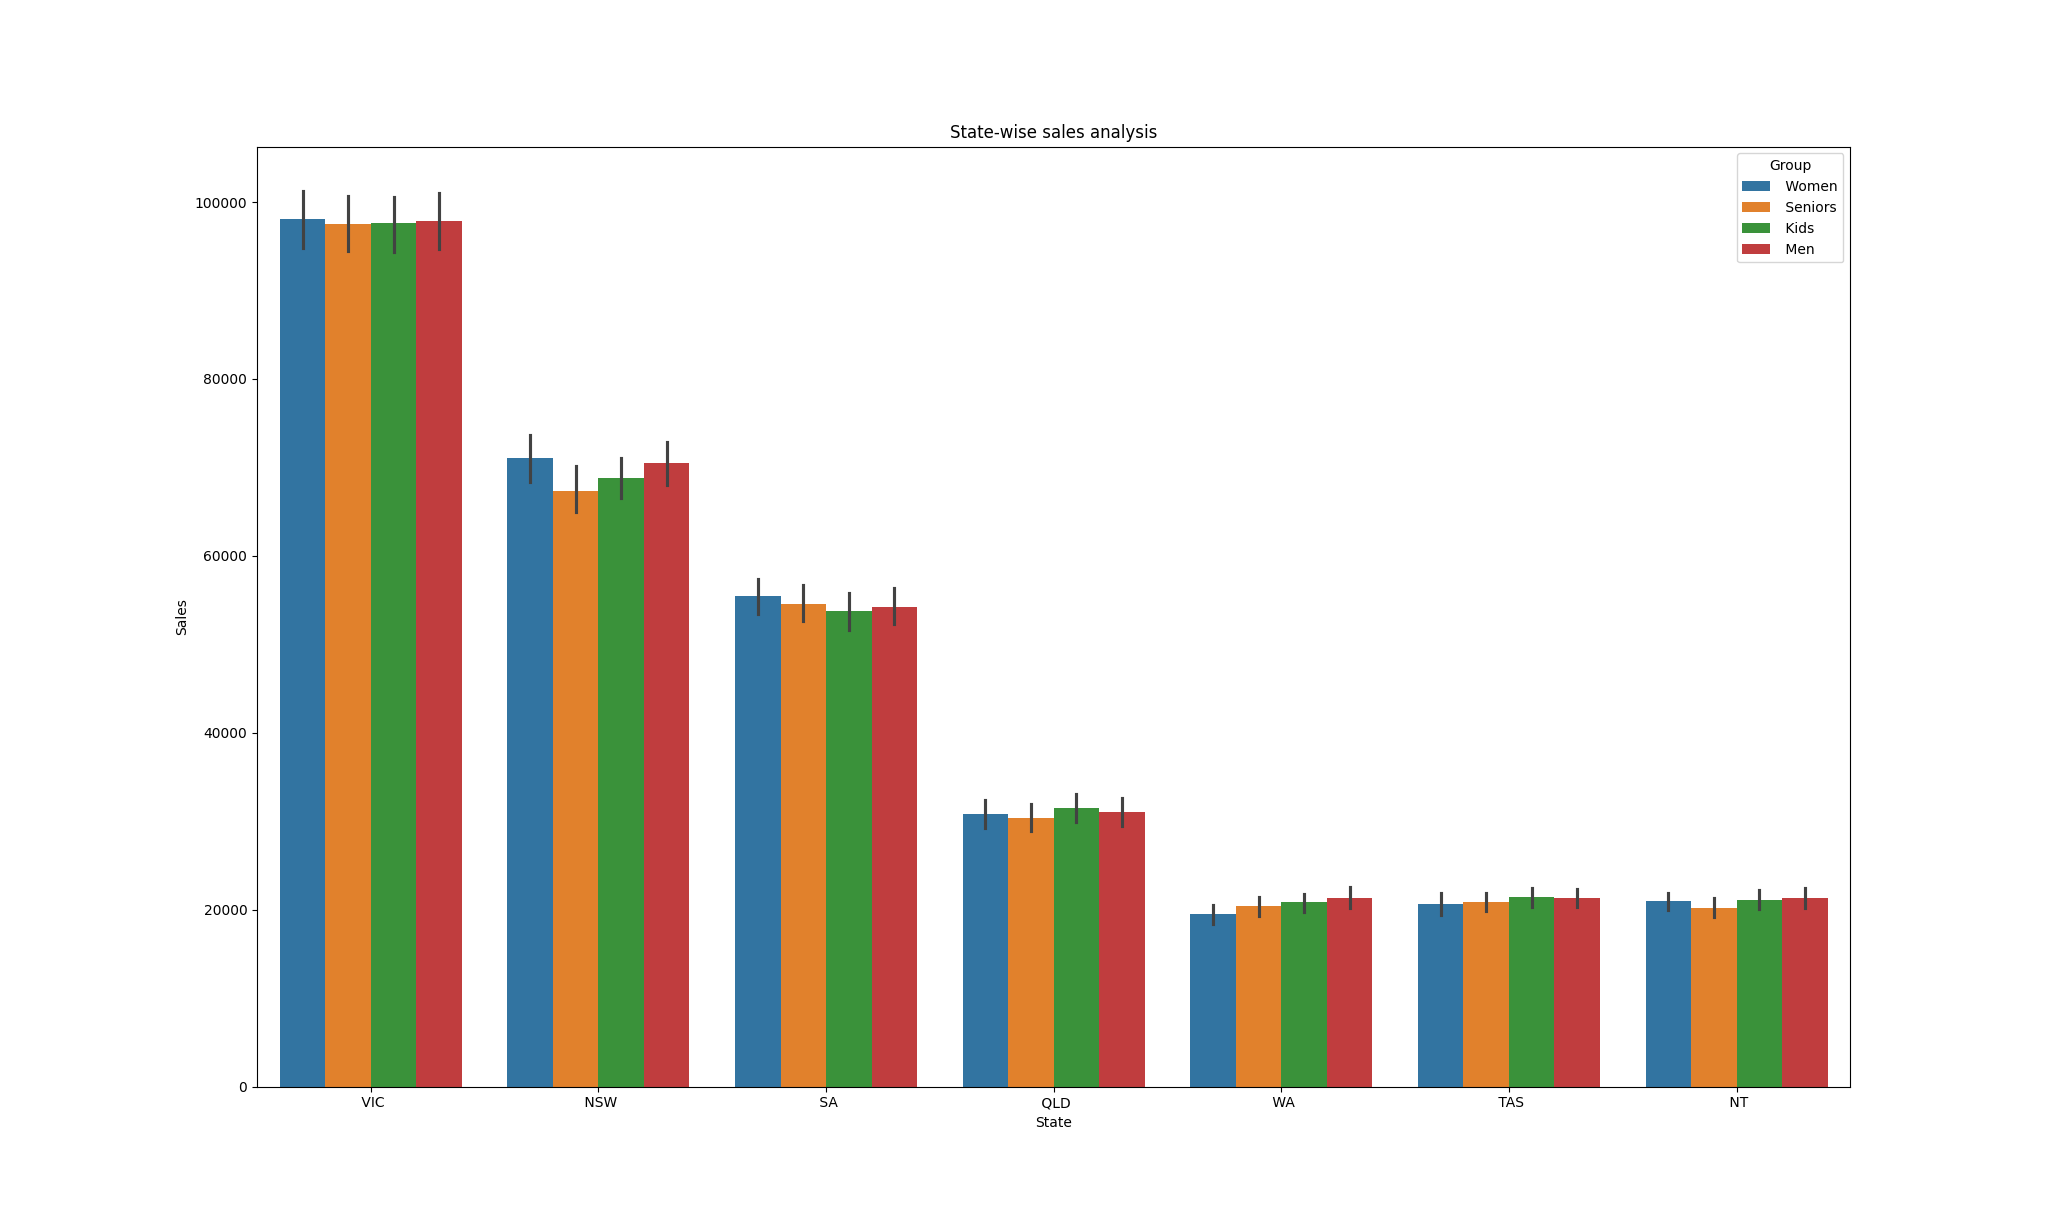 State-wise sales analysis
Group
Women
Seniors
Kids
Men
100000
80000
60000
40000
20000
0
Sales
VIC NSW SA QLD WA TAS NT
State